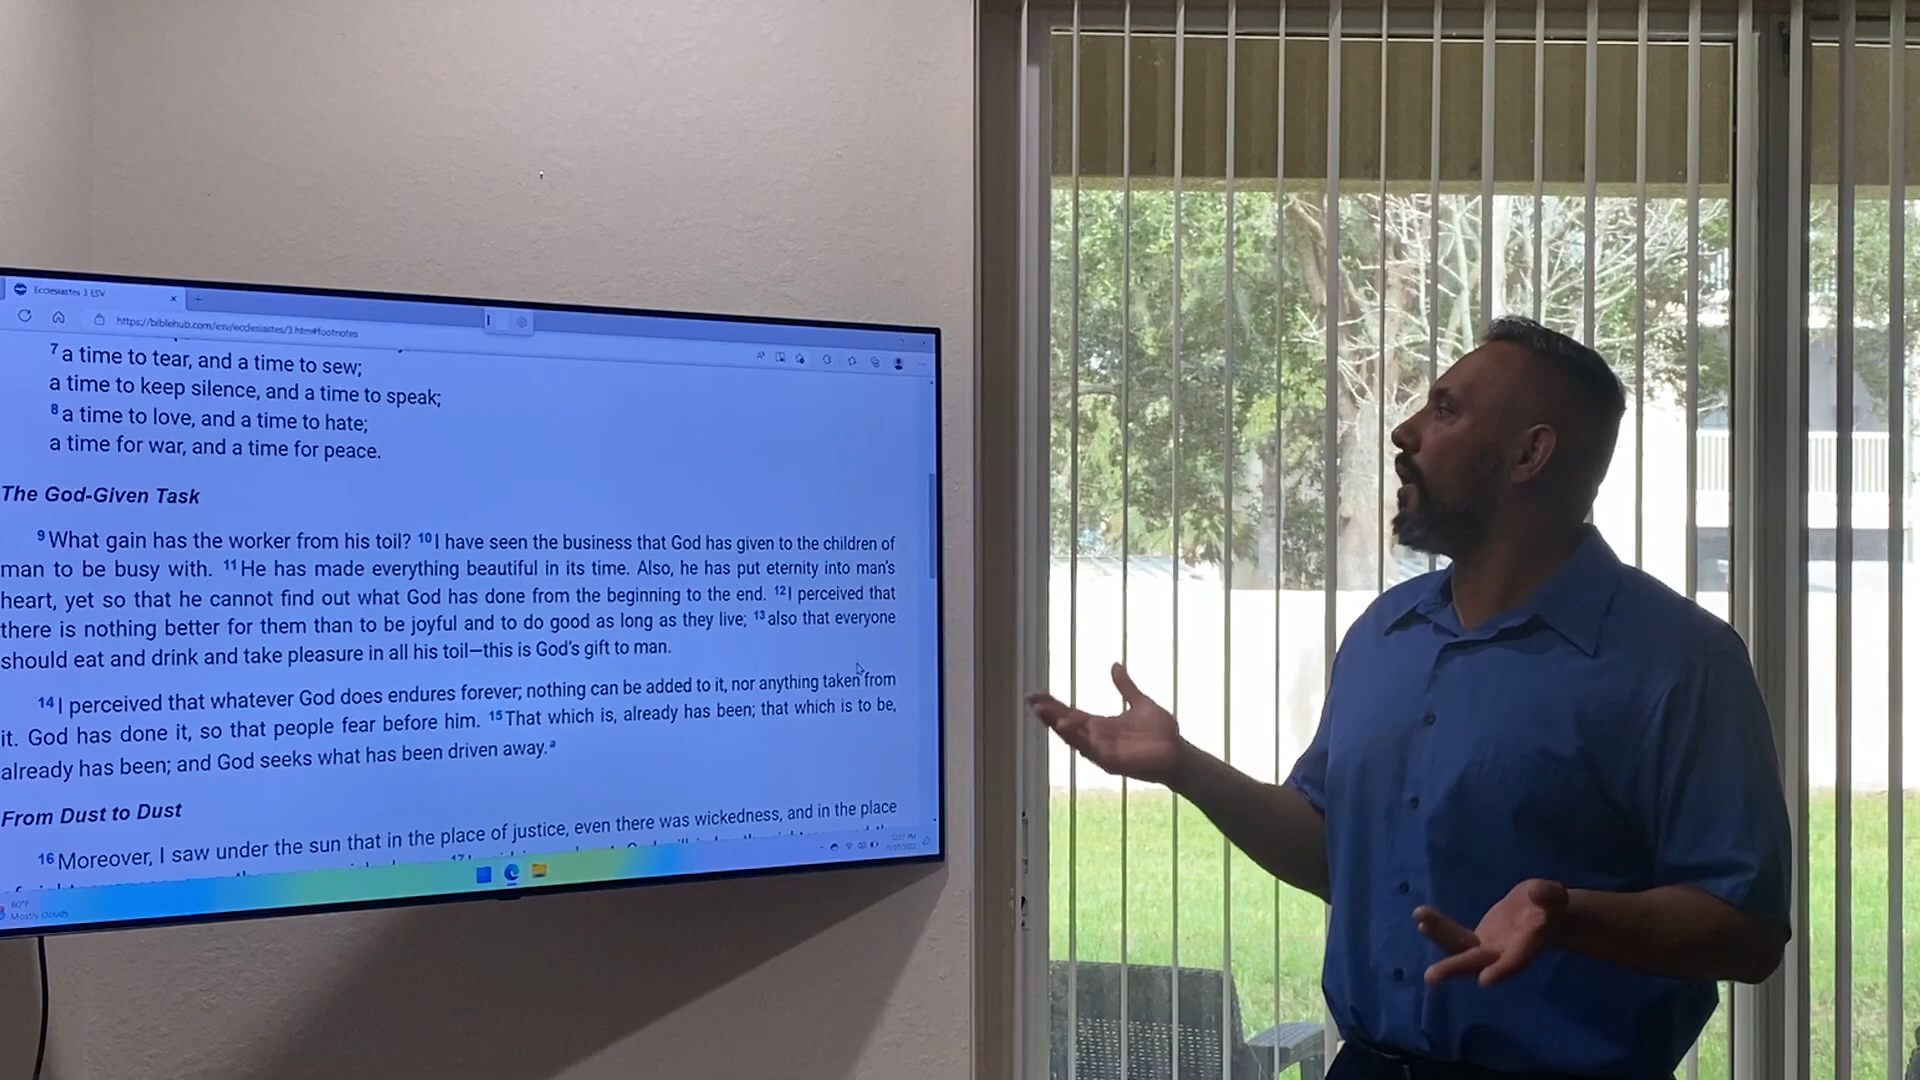 Ecclesiastes 3 ESV
https://biblehub.com/esv/ecclesiastes/3.htm#footnotes
7 a time to tear, and a time to sew;
a time to keep silence, and a time to speak;
8 a time to love, and a time to hate;
a time for war, and a time for peace.
The God-Given Task
9 What gain has the worker from his toil? 10 I have seen the business that God has given to the children of
man to be busy with. 11 He has made everything beautiful in its time. Also, he has put eternity into man's
heart, yet so that he cannot find out what God has done from the beginning to the end. 12 I perceived that
there is nothing better for them than to be joyful and to do good as long as they live; 13 also that everyone
should eat and drink and take pleasure in all his toil—this is God's gift to man.
14 I perceived that whatever God does endures forever; nothing can be added to it, nor anything taken from
it. God has done it, so that people fear before him. 15 That which is, already has been; that which is to be,
already has been; and God seeks what has been driven away.a
From Dust to Dust
16 Moreover, I saw under the sun that in the place of justice, even there was wickedness, and in the place
17
Mostly cloudy